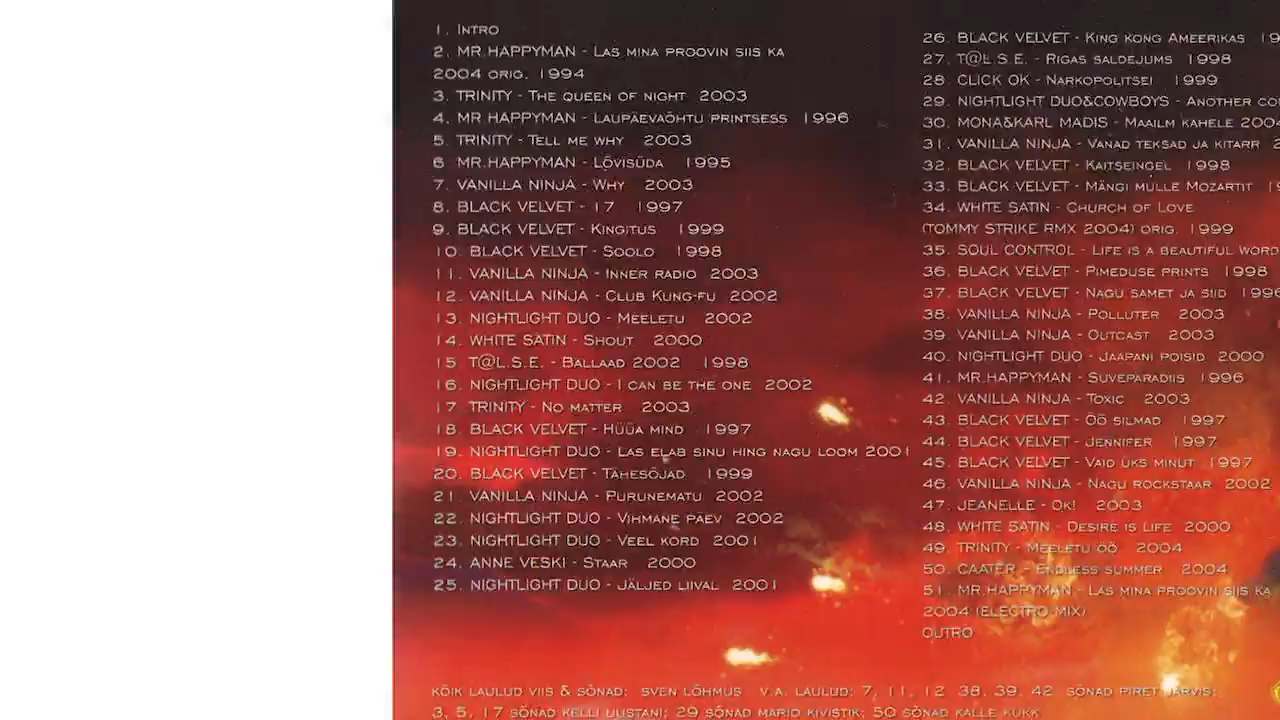 1. INTRO
2. MR.HAPPYMAN - LAS MINA PROOVIN SIIS KA
2004 ORIG. 1994
3. TRINITY - THE QUEEN OF NIGHT 2003
4. MR HAPPYMAN - LAUPÄEVAÕHTU PRINTSESS 1996
5. TRINITY - TELL ME WHY 2003
6 MR.HAPPYMAN - LÕVISÜDA 1995
7. VANILLA NINJA - WHY 2003
8. BLACK VELVET - 17 1997
9. BLACK VELVET - KINGITUS 1999
10. BLACK VELVET - SOOLO 1998
11. VANILLA NINJA - INNER RADIO 2003
12. VANILLA NINJA - CLUB KUNG-FU 2002
13. NIGHTLIGHT DUO - MEELETU 2002
14. WHITE SATIN - SHOUT 2000
15 T@L.S.E. - BALLAAD 2002 1998
16. NIGHTLIGHT DUO - I CAN BE THE ONE 2002
17. TRINITY - NO MATTER 2003
18. BLACK VELVET - HÜÜA MIND 1997
19. NIGHTLIGHT DUO - LAS ELAB SINU HING NAGU LOOM 2001
20. BLACK VELVET - TÄHESÕJAD 1999
21. VANILLA NINJA - PURUNEMATU 2002
22. NIGHTLIGHT DUO - VIHMANE PÄEV 2002
23. NIGHTLIGHT DUO - VEEL KORD 2001
24. ANNE VESKI - STAAR 2000
25. NIGHTLIGHT DUO - JÄLJED LIIVAL 2001
26. BLACK VELVET - KING KONG AMEERIKAS 19
27. T@L.S.E. - RIGAS SALDEJUMS 1998
28. CLICK OK - NARKOPOLITSEI 1999
29. NIGHTLIGHT DUO&COWBOYS - ANOTHER CO
30. MONA&KARL MADIS - MAAILM KAHELE 2004
31. VANILLA NINJA - VANAD TEKSAD JA KITARR 2
32. BLACK VELVET - KAITSEINGEL 1998
33. BLACK VELVET - MÄNGI MULLE MOZARTIT 19
34. WHITE SATIN - CHURCH OF LOVE
(TOMMY STRIKE RMX 2004) ORIG. 1999
35. SOUL CONTROL - LIFE IS A BEAUTIFUL WORD
36. BLACK VELVET - PIMEDUSE PRINTS 1998
37. BLACK VELVET - NAGU SAMET JA SIID 1996
38. VANILLA NINJA - POLLUTER 2003
39. VANILLA NINJA - OUTCAST 2003
40. NIGHTLIGHT DUO - JAAPANI POISID 2000
41. MR.HAPPYMAN - SUVEPARADIIS 1996
42. VANILLA NINJA - TOXIC 2003
43. BLACK VELVET - ÖÖ SILMAD 1997
44. BLACK VELVET - JENNIFER 1997
45. BLACK VELVET - VAID ÜKS MINUT 1997
46. VANILLA NINJA - NAGU ROCKSTAAR 2002
47. JEANELLE - OK! 2003
48. WHITE SATIN - DESIRE IS LIFE 2000
49. TRINITY - MEELETU ÖÖ 2004
50. CAATER - ENDLESS SUMMER 2004
51. MR.HAPPYMAN - LAS MINA PROOVIN SIIS KA
2004 (ELECTRO MIX)
OUTRO
KÕIK LAULUD VIIS & SÕNAD: SVEN LÕHMUS V.A. LAULUD: 7, 11, 12 38, 39, 42 SÕNAD PIRET JÄRVIS;
3, 5, 17 SÕNAD KELLI UUSTANI; 29 SÕNAD MARIO KIVISTIK; 50 SÕNAD KALLE KUKK